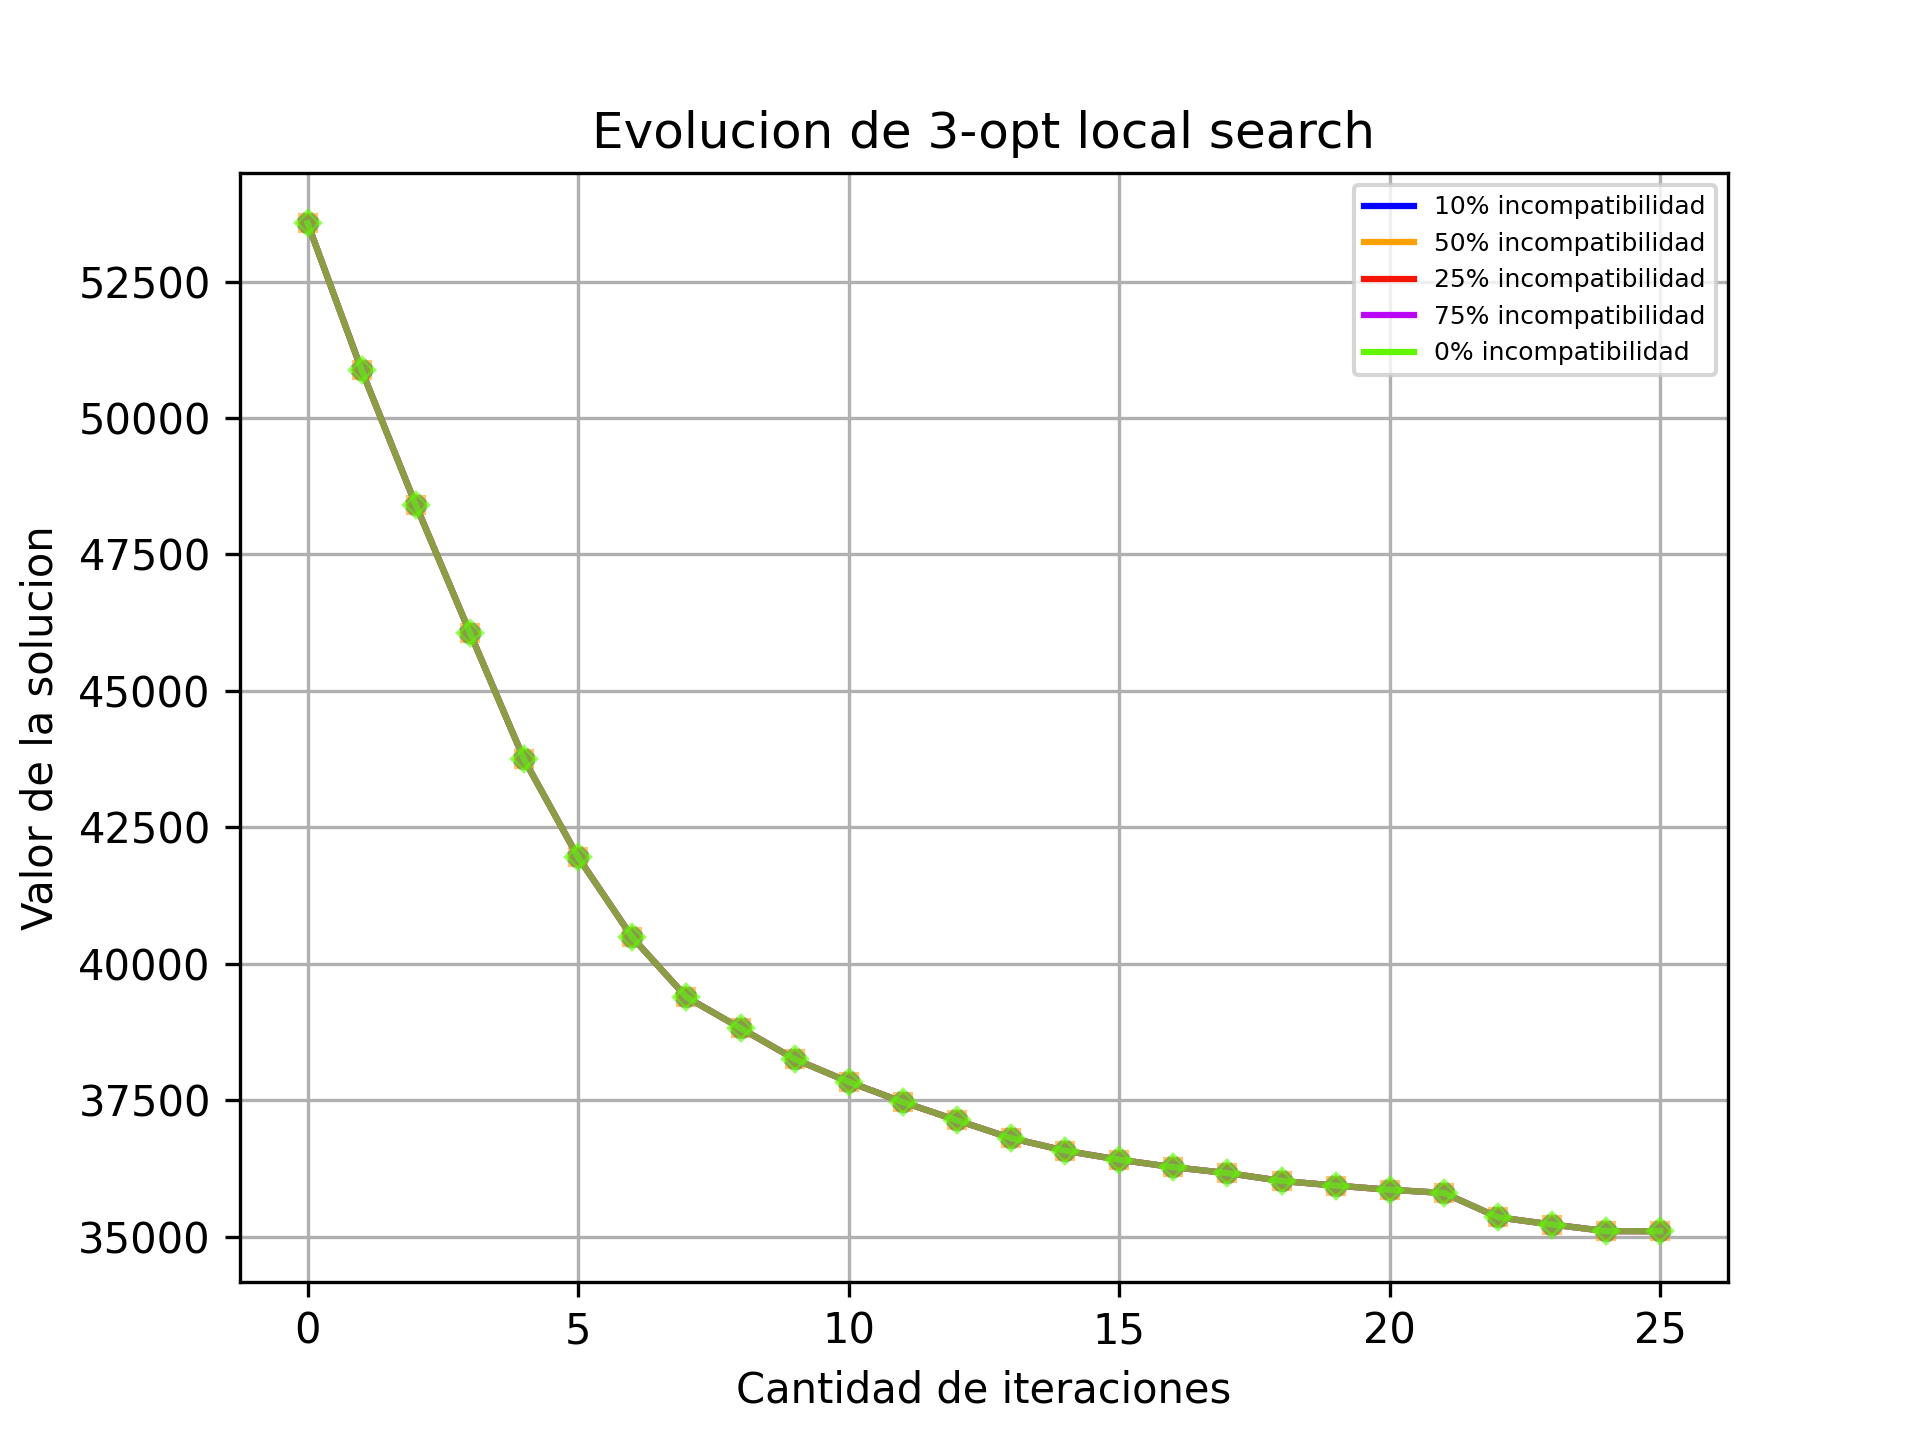 Evolucion de 3-opt local search
10% incompatibilidad
50% incompatibilidad
25% incompatibilidad
75% incompatibilidad
0% incompatibilidad
52500
50000
47500
45000
42500
40000
37500
35000
Valor de la solucion
0 5 10 15 20 25
Cantidad de iteraciones